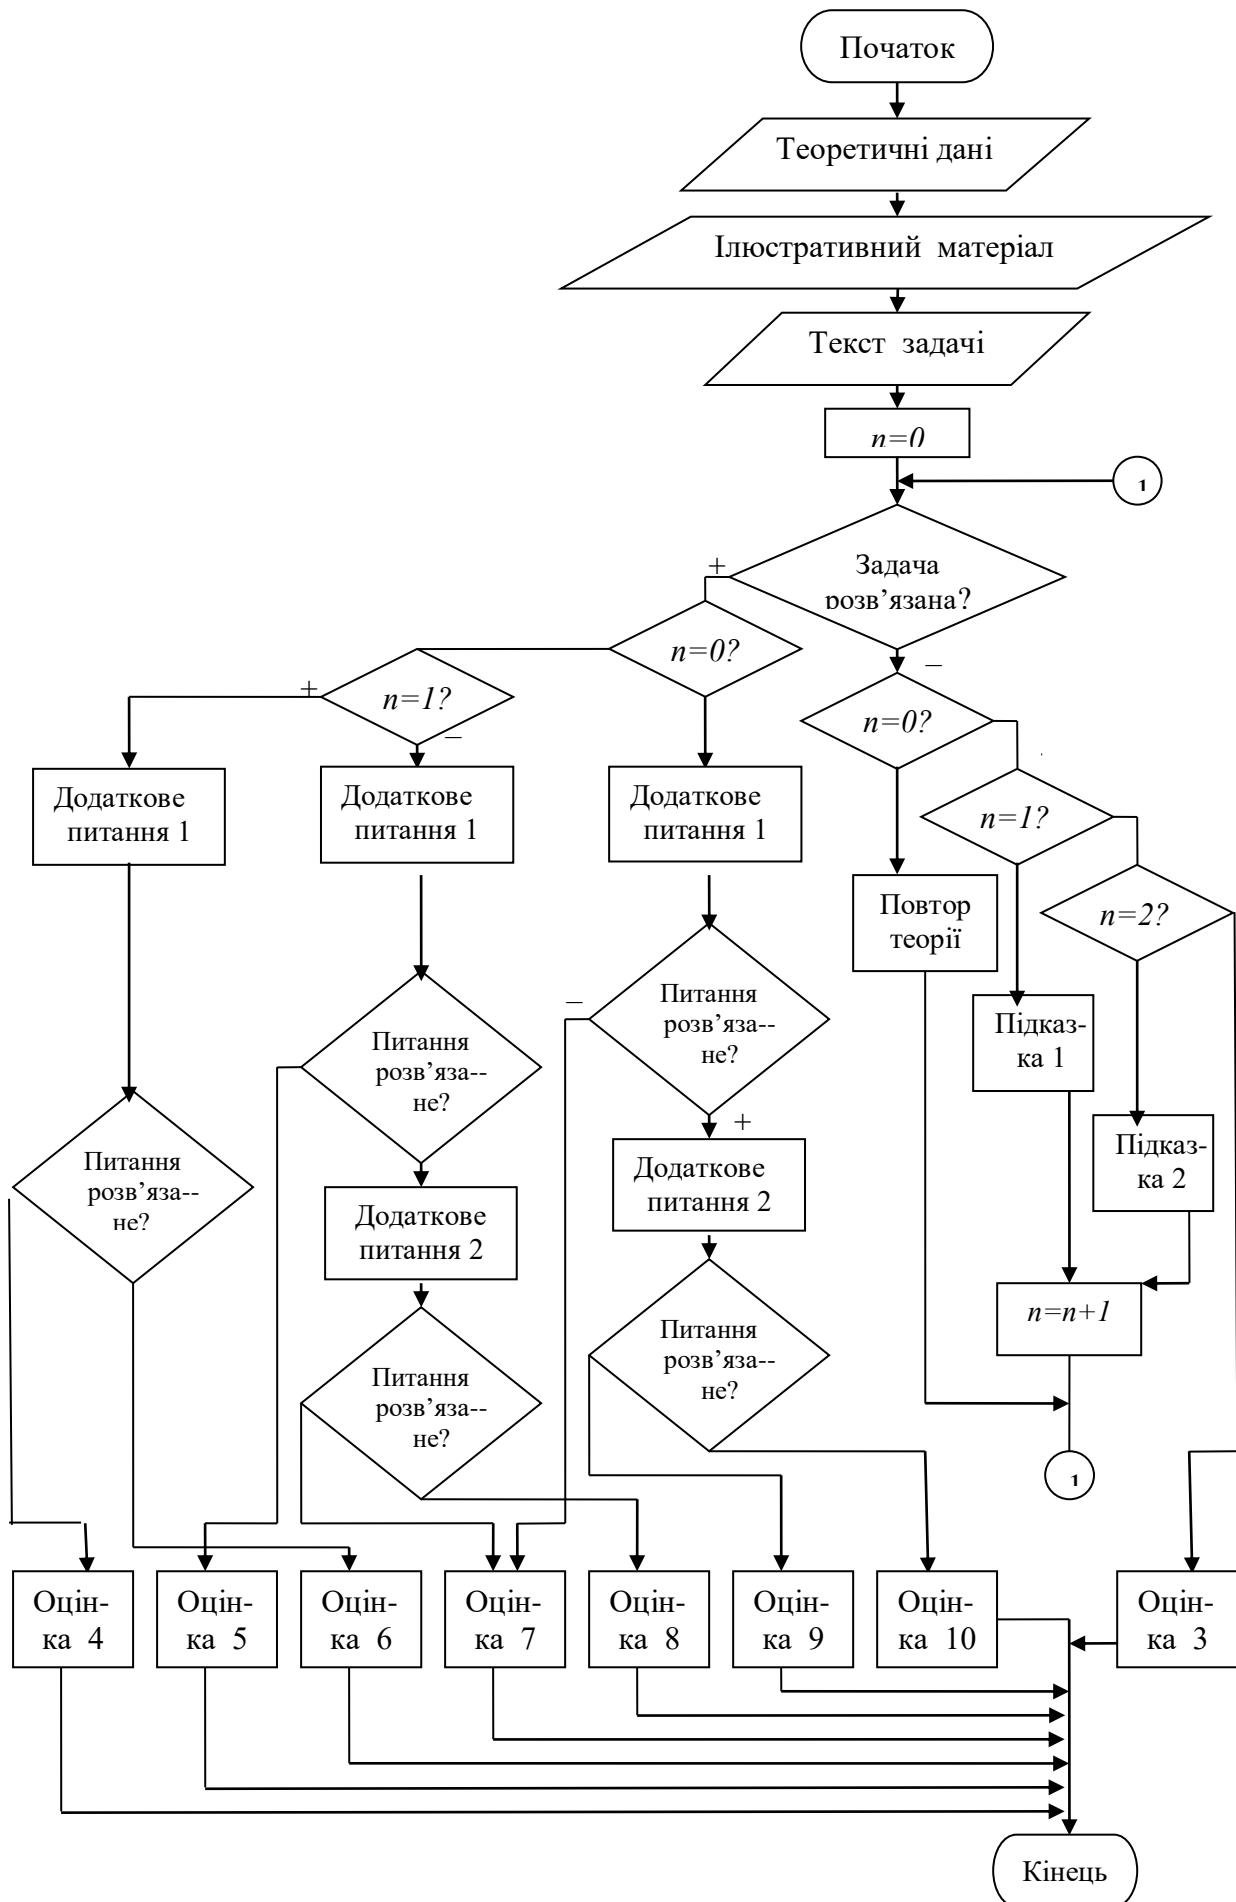 Початок
Теоретичні дані
Ілюстративний матеріал
Текст задачі
n=0
1
Задача
розв’язана?
+
–
n=0?
n=0?
n=1?
+
–
n=1?
n=2?
Додаткове
питання 1
Додаткове
питання 1
Додаткове
питання 1
Повтор
теорії
Підказ-
ка 1
Підказ-
ка 2
Питання
розв’яза--
не?
–
+
Питання
розв’яза--
не?
Питання
розв’яза--
не?
Додаткове
питання 2
Додаткове
питання 2
n=n+1
Питання
розв’яза--
не?
Питання
розв’яза--
не?
1
Оцін-
ка 4
Оцін-
ка 5
Оцін-
ка 6
Оцін-
ка 7
Оцін-
ка 8
Оцін-
ка 9
Оцін-
ка 10
Оцін-
ка 3
Кінець